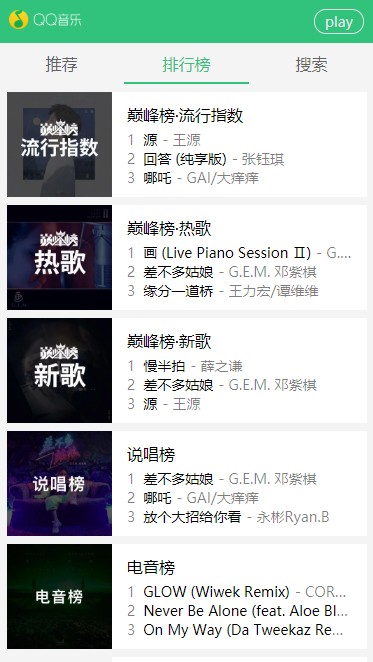 QQ音乐
play
推荐 排行榜 搜索
巅峰榜
流行指数
巅峰榜·流行指数
1 源 - 王源
2 回答 (纯享版) - 张钰琪
3 哪吒 - GAI/大痒痒
巅峰榜
热歌
巅峰榜·热歌
1 画 (Live Piano Session Ⅱ) - G....
2 差不多姑娘 - G.E.M. 邓紫棋
3 缘分一道桥 - 王力宏/谭维维
巅峰榜
新歌
巅峰榜·新歌
1 慢半拍 - 薛之谦
2 差不多姑娘 - G.E.M. 邓紫棋
3 源 - 王源
说唱榜
说唱榜
1 差不多姑娘 - G.E.M. 邓紫棋
2 哪吒 - GAI/大痒痒
3 放个大招给你看 - 永彬Ryan.B
电音榜
电音榜
1 GLOW (Wiwek Remix) - COR...
2 Never Be Alone (feat. Aloe Bl...
3 On My Way (Da Tweekaz Re...